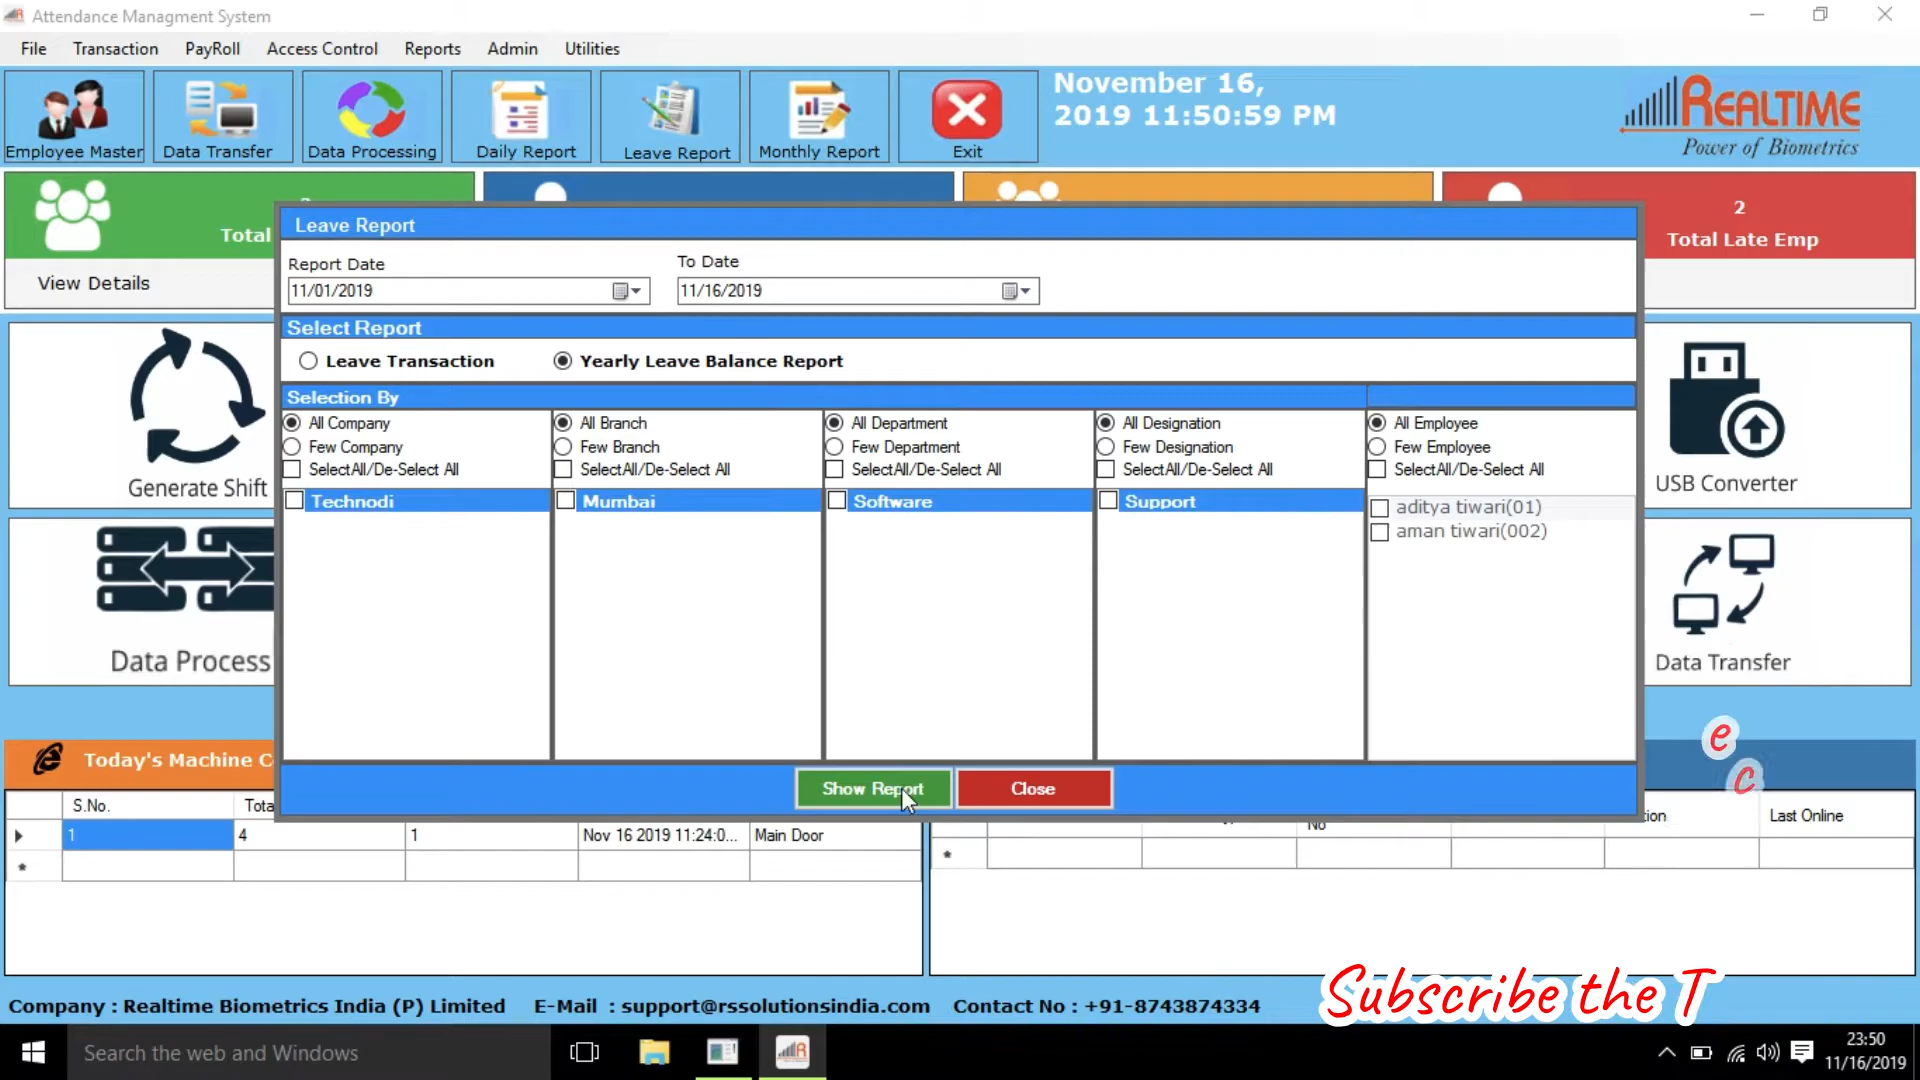 Attendance Managment System
File Transaction PayRoll Access Control Reports Admin Utilities
Employee Master Data Transfer Data Processing Daily Report Leave Report Monthly Report Exit
November 16,
2019 11:50:59 PM
REALTIME
Power of Biometrics
Total
2
Total Late Emp
View Details
Leave Report
Report Date To Date
11/01/2019 11/16/2019
Select Report
Leave Transaction Yearly Leave Balance Report
Selection By
All Company All Branch All Department All Designation All Employee
Few Company Few Branch Few Department Few Designation Few Employee
SelectAll/De-Select All SelectAll/De-Select All SelectAll/De-Select All SelectAll/De-Select All SelectAll/De-Select All
Technodi Mumbai Software Support
aditya tiwari(01)
aman tiwari(002)
Generate Shift USB Converter
Data Process Data Transfer
e
c
Today's Machine C
Show Report Close
S.No. Tota Last Online
No
1 4 1 Nov 16 2019 11:24:0... Main Door
Subscribe the T
Company : Realtime Biometrics India (P) Limited E-Mail : support@rssolutionsindia.com Contact No : +91-8743874334
Search the web and Windows
23:50
11/16/2019